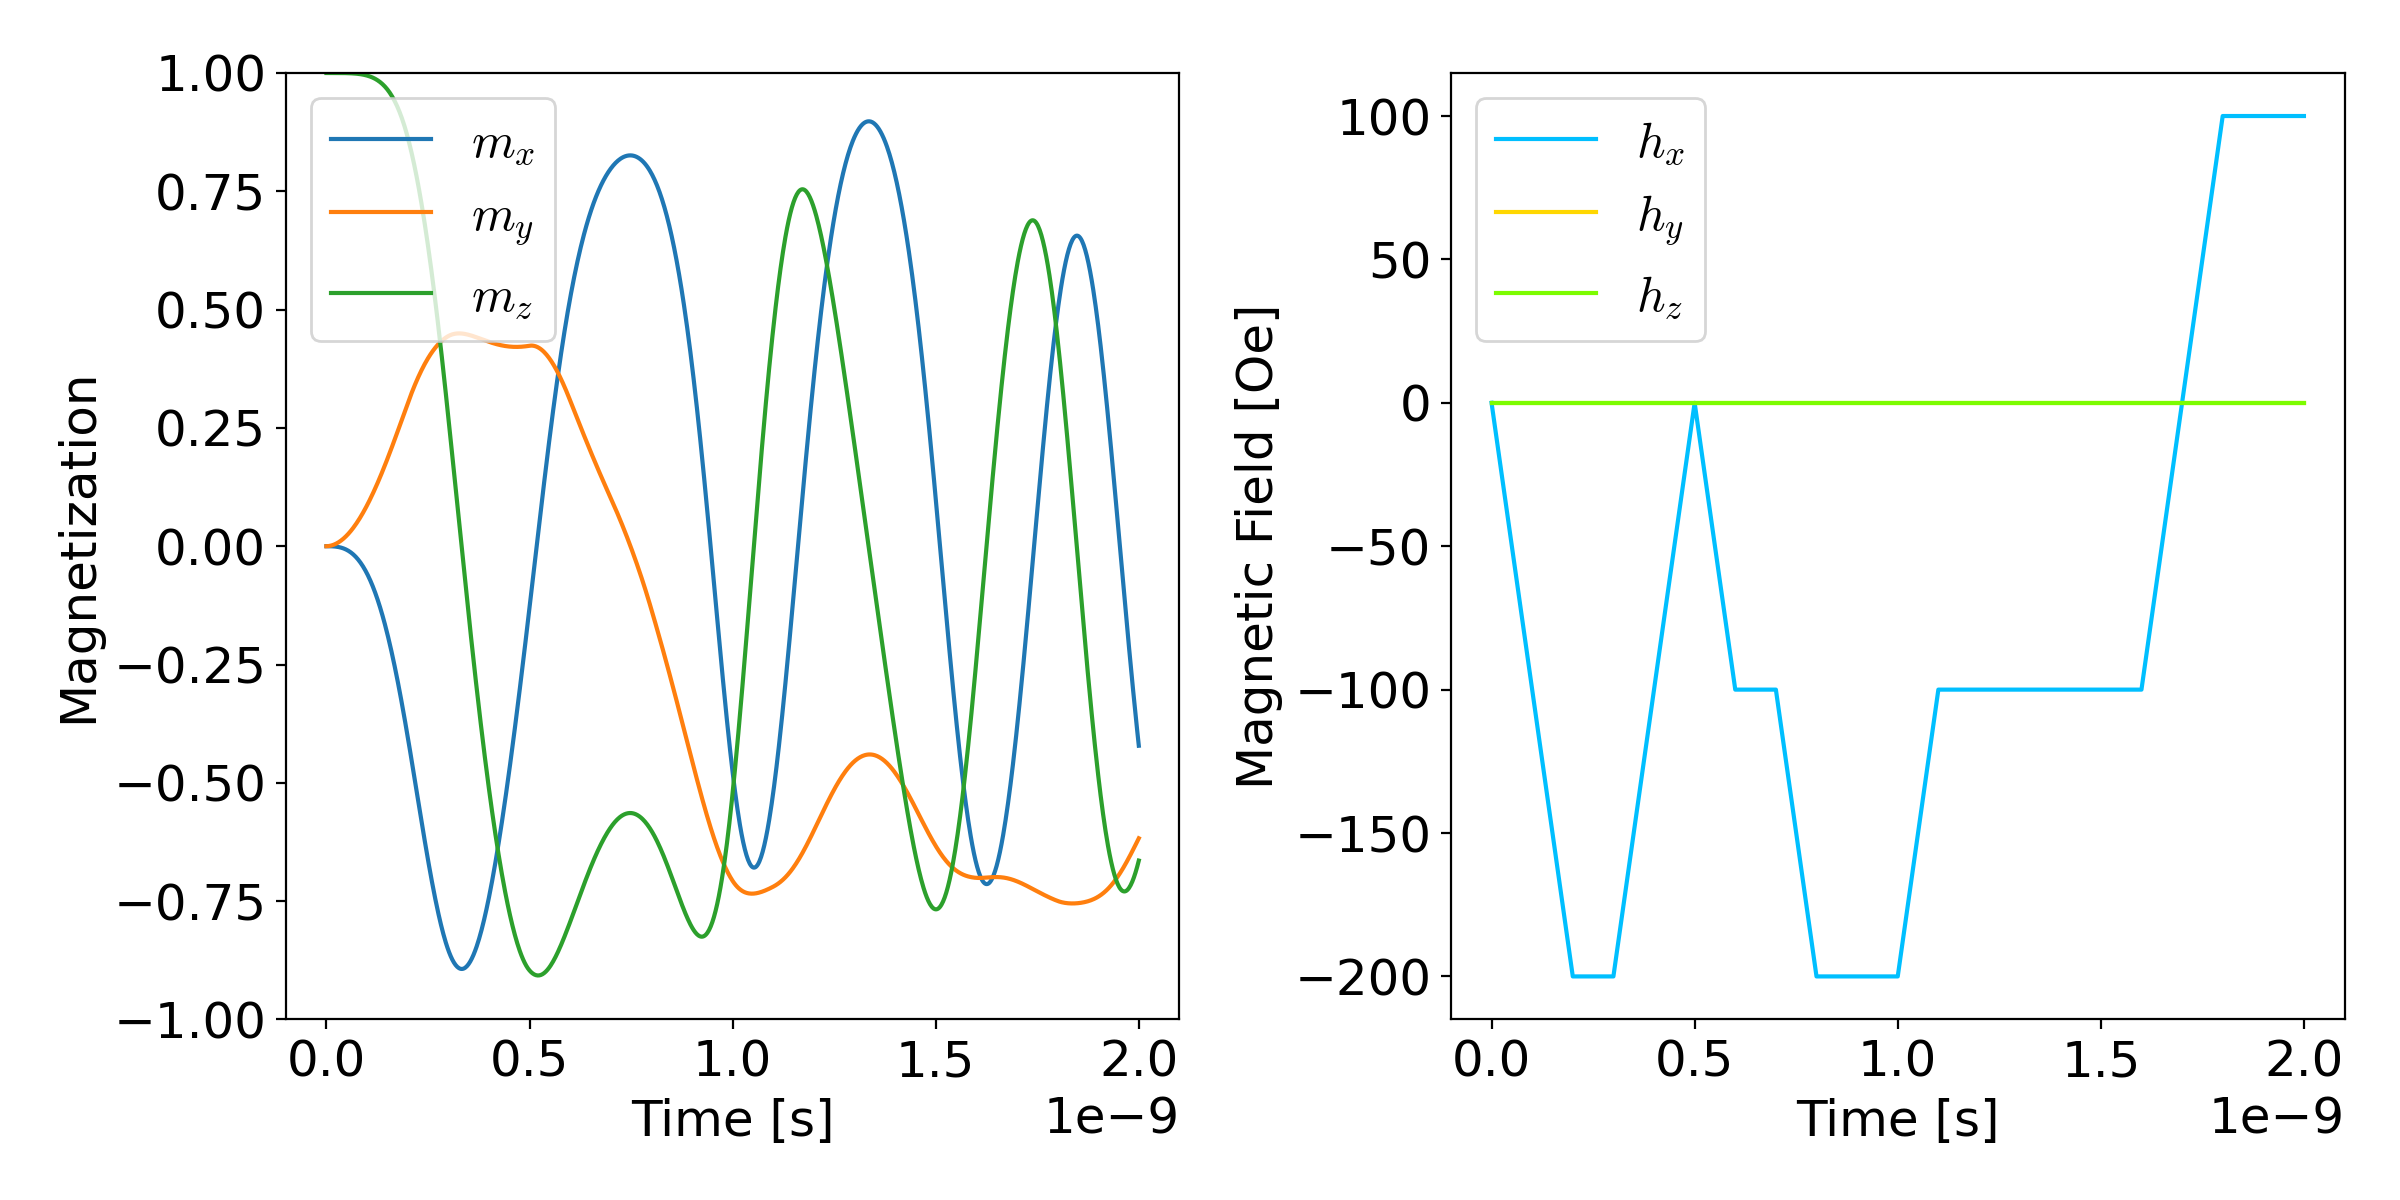 Magnetization
1.00
0.75
0.50
0.25
0.00
−0.25
−0.50
−0.75
−1.00
m_x
m_y
m_z
0.0 0.5 1.0 1.5 2.0
Time [s]
1e−9
Magnetic Field [Oe]
100
50
0
−50
−100
−150
−200
h_x
h_y
h_z
0.0 0.5 1.0 1.5 2.0
Time [s]
1e−9